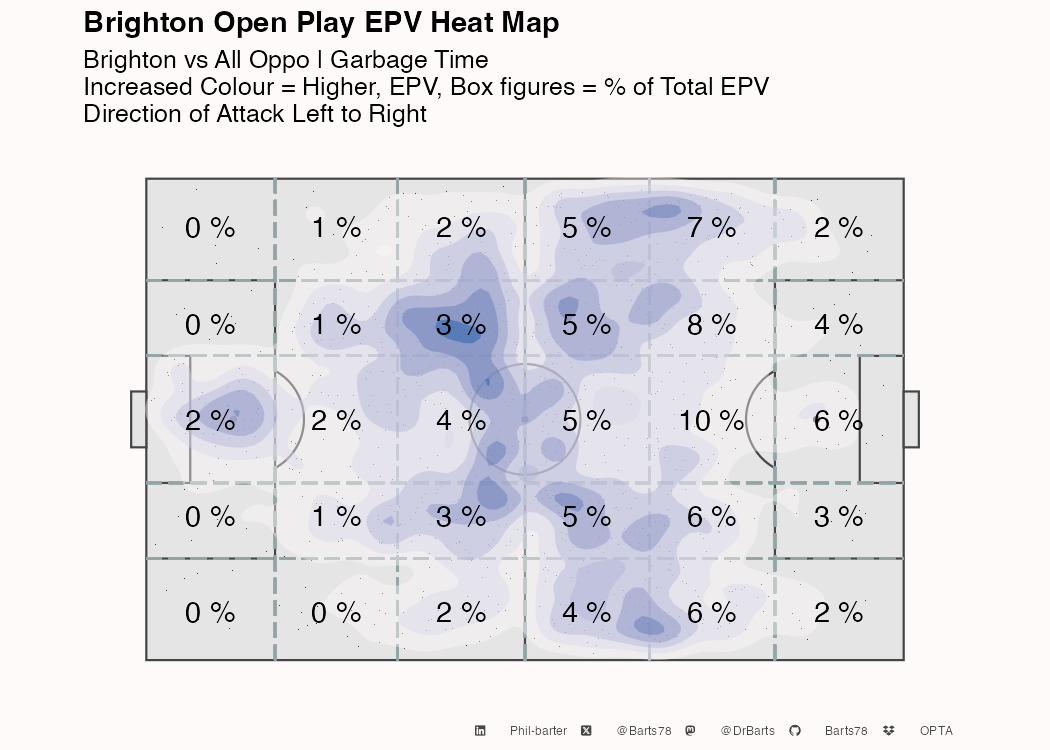 Brighton Open Play EPV Heat Map
Brighton vs All Oppo | Garbage Time
Increased Colour = Higher, EPV, Box figures = % of Total EPV
Direction of Attack Left to Right
0 % 1 % 2 % 5 % 7 % 2 %
0 % 1 % 3 % 5 % 8 % 4 %
2 % 2 % 4 % 5 % 10 % 6 %
0 % 1 % 3 % 5 % 6 % 3 %
0 % 0 % 2 % 4 % 6 % 2 %
Phil-barter @Barts78 @DrBarts Barts78 OPTA